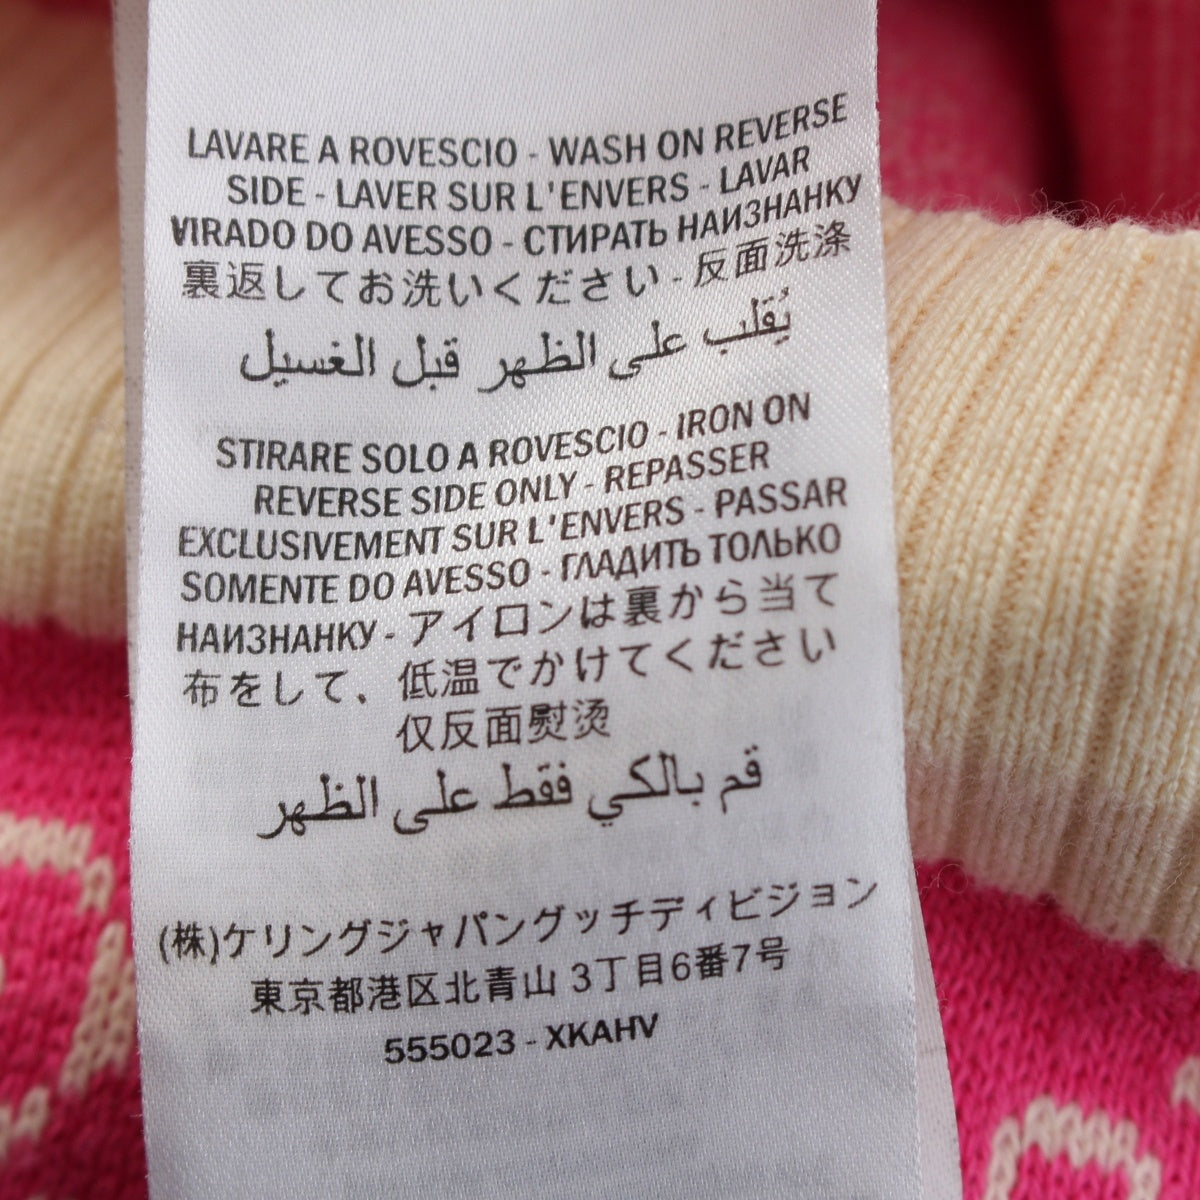 LAVARE A ROVESCIO - WASH ON REVERSE
SIDE - LAVER SUR L'ENVERS - LAVAR
VIRADO DO AVESSO - СТИРАТЬ НАИЗНАНКУ
裏返してお洗いください - 反面洗涤
يُقلب على الظهر قبل الغسيل
STIRARE SOLO A ROVESCIO - IRON ON
REVERSE SIDE ONLY - REPASSER
EXCLUSIVEMENT SUR L'ENVERS - PASSAR
SOMENTE DO AVESSO - ГЛАДИТЬ ТОЛЬКО
НАИЗНАНКУ - アイロンは裏から当て
布をして、低温でかけてください
仅反面熨烫
قم بالكي فقط على الظهر
(株)ケリングジャパングッチディビジョン
東京都港区北青山 3丁目6番7号
555023 - XKAHV